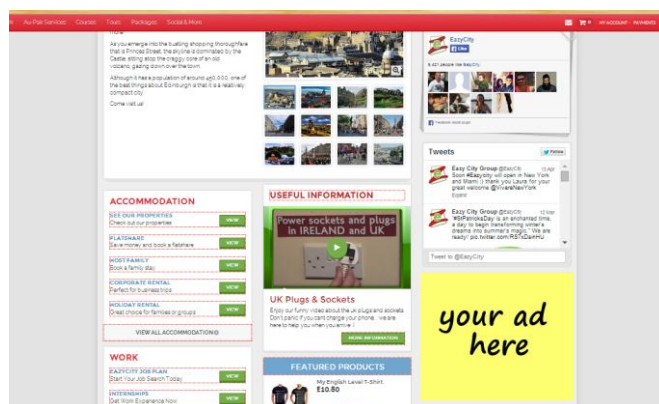 Au-Pair Services Courses Tours Packages Social & More
MY ACCOUNT
more.
As you emerge into the bustling shopping thoroughfare
that is Princes Street, the skyline is dominated by the
Castle, sitting atop the craggy core of an old
volcano, gazing down over the town.
Although it has a population of around 450,000, one of
the best things about Edinburgh is that it is a relatively
compact city.
Come visit us!
ACCOMMODATION
SEE OUR PROPERTIES
Check out our properties
VIEW
FLATSHARE
Save money and book a flatshare
VIEW
HOST FAMILY
Book a family stay
VIEW
CORPORATE RENTAL
Perfect for business trips
VIEW
HOLIDAY RENTAL
Great choice for families or groups
VIEW
VIEW ALL ACCOMMODATION
WORK
EAZYCITY JOB PLAN
Start Your Job Search Today
VIEW
INTERNSHIPS
Get Work Experience Now
VIEW
USEFUL INFORMATION
Power sockets and plugs
in IRELAND and UK
UK Plugs & Sockets
Enjoy our funny video about the uk plugs and sockets
Don't panic if you can't charge your phone.. we are
here to help you when you arrive :)
MORE INFORMATION
FEATURED PRODUCTS
My English Level T-Shirt
£10.80
EazyCity
Like
people like EazyCity
Facebook social plugin
Tweets
Follow
Eazy City Group @EazyCity
Soon #Eazycity will open in New York
and Miami :) thank you Laura for your
great welcome @VivereNewYork
Expand
Eazy City Group @EazyCity
"#StPatricksDay is an enchanted time,
a day to begin transforming winter's
dreams into summer's magic." We are
ready!
Tweet to @EazyCity
your ad
here